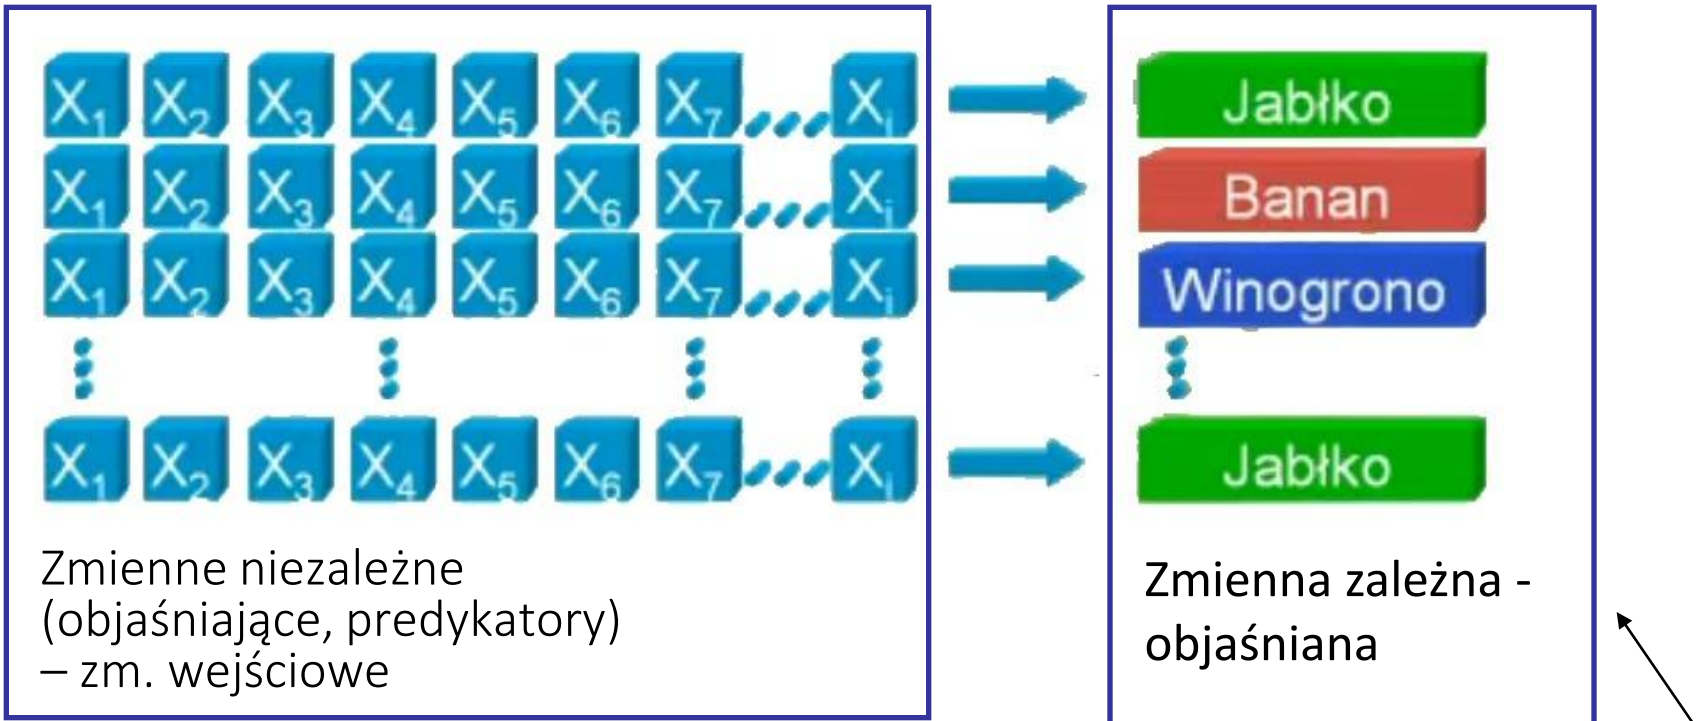 X1 X2 X3 X4 X5 X6 X7 ... Xi Jabłko
X1 X2 X3 X4 X5 X6 X7 ... Xi Banan
X1 X2 X3 X4 X5 X6 X7 ... Xi Winogrono
X1 X2 X3 X4 X5 X6 X7 ... Xi Jabłko
Zmienne niezależne
(objaśniające, predykatory)
– zm. wejściowe
Zmienna zależna -
objaśniana